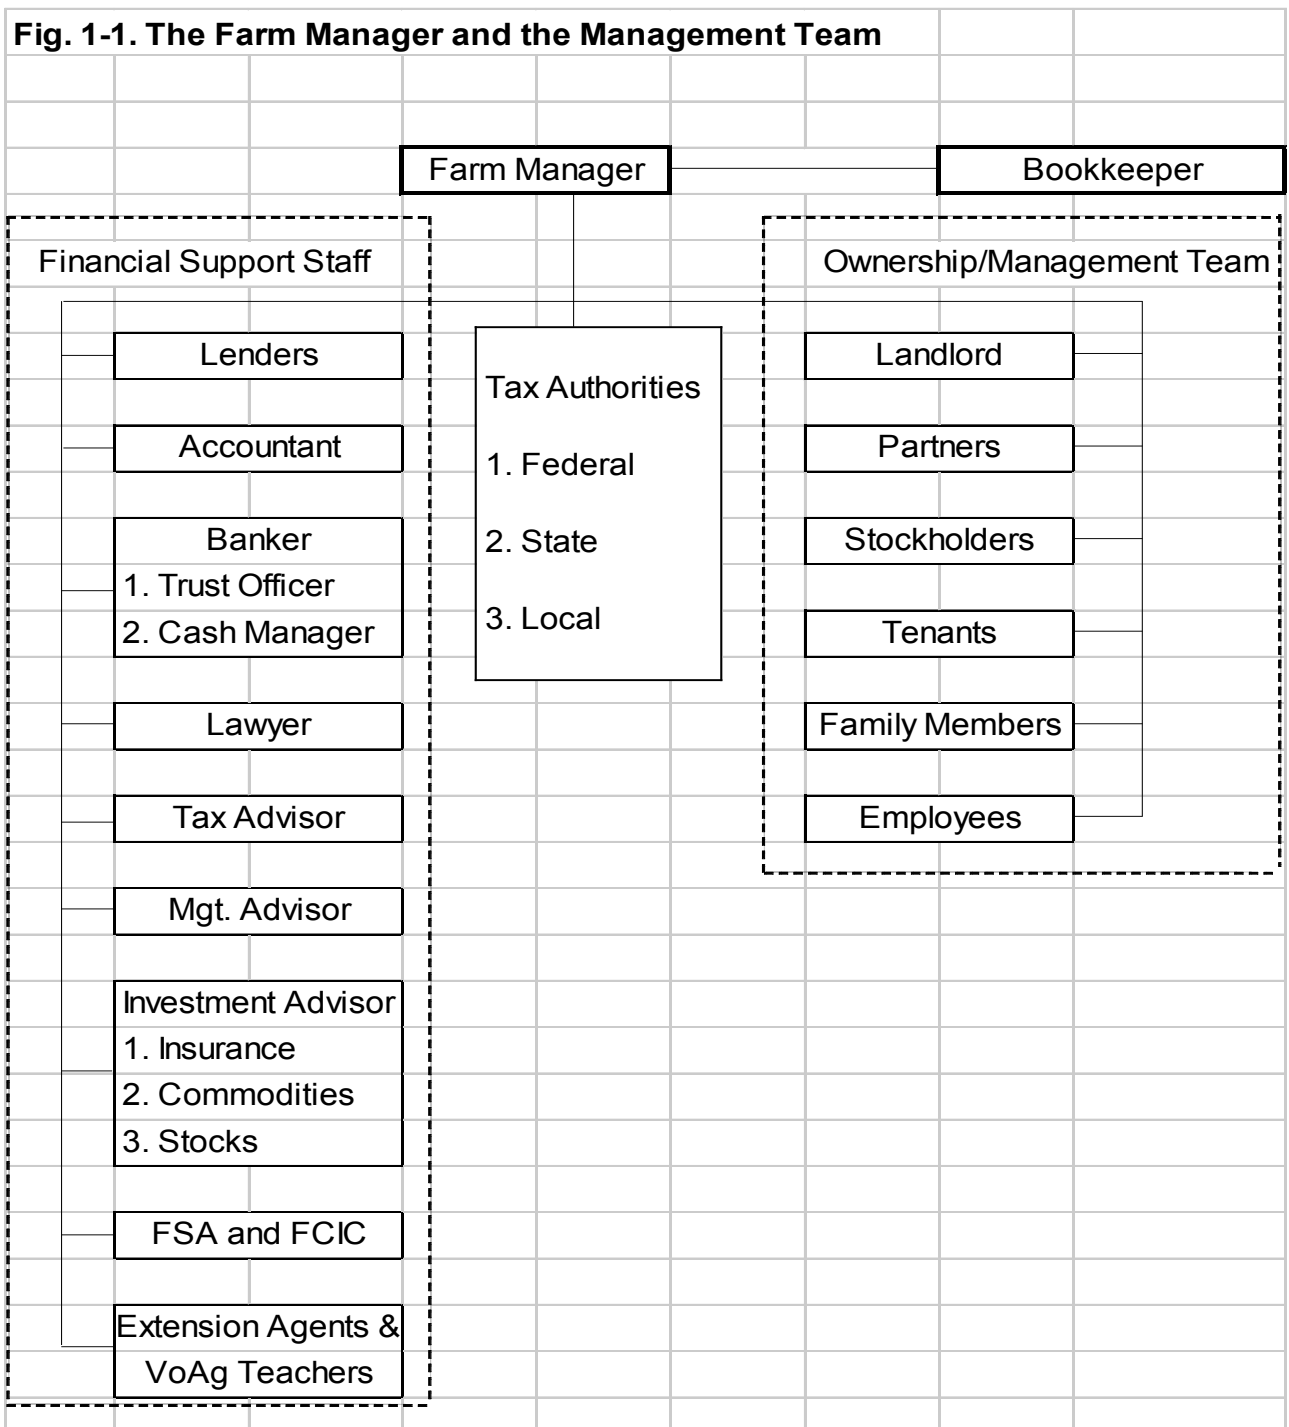 Fig. 1-1. The Farm Manager and the Management Team
Farm Manager
Bookkeeper
Financial Support Staff
Lenders
Accountant
Banker
1. Trust Officer
2. Cash Manager
Lawyer
Tax Advisor
Mgt. Advisor
Investment Advisor
1. Insurance
2. Commodities
3. Stocks
FSA and FCIC
Extension Agents &
VoAg Teachers
Tax Authorities
1. Federal
2. State
3. Local
Ownership/Management Team
Landlord
Partners
Stockholders
Tenants
Family Members
Employees